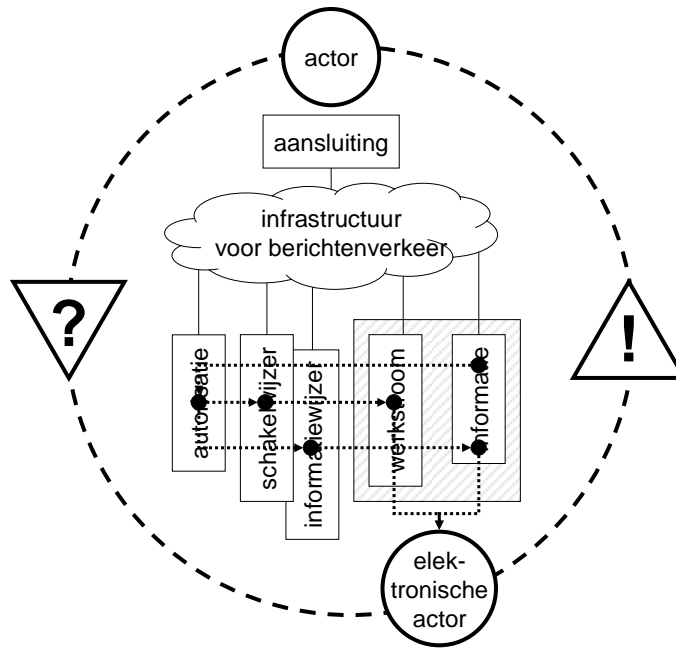 actor
aansluiting
infrastructuur
voor berichtenverkeer
?
!
autorisatie
schakelwijzer
informatiewijzer
werkstroom
informatie
elek-
tronische
actor